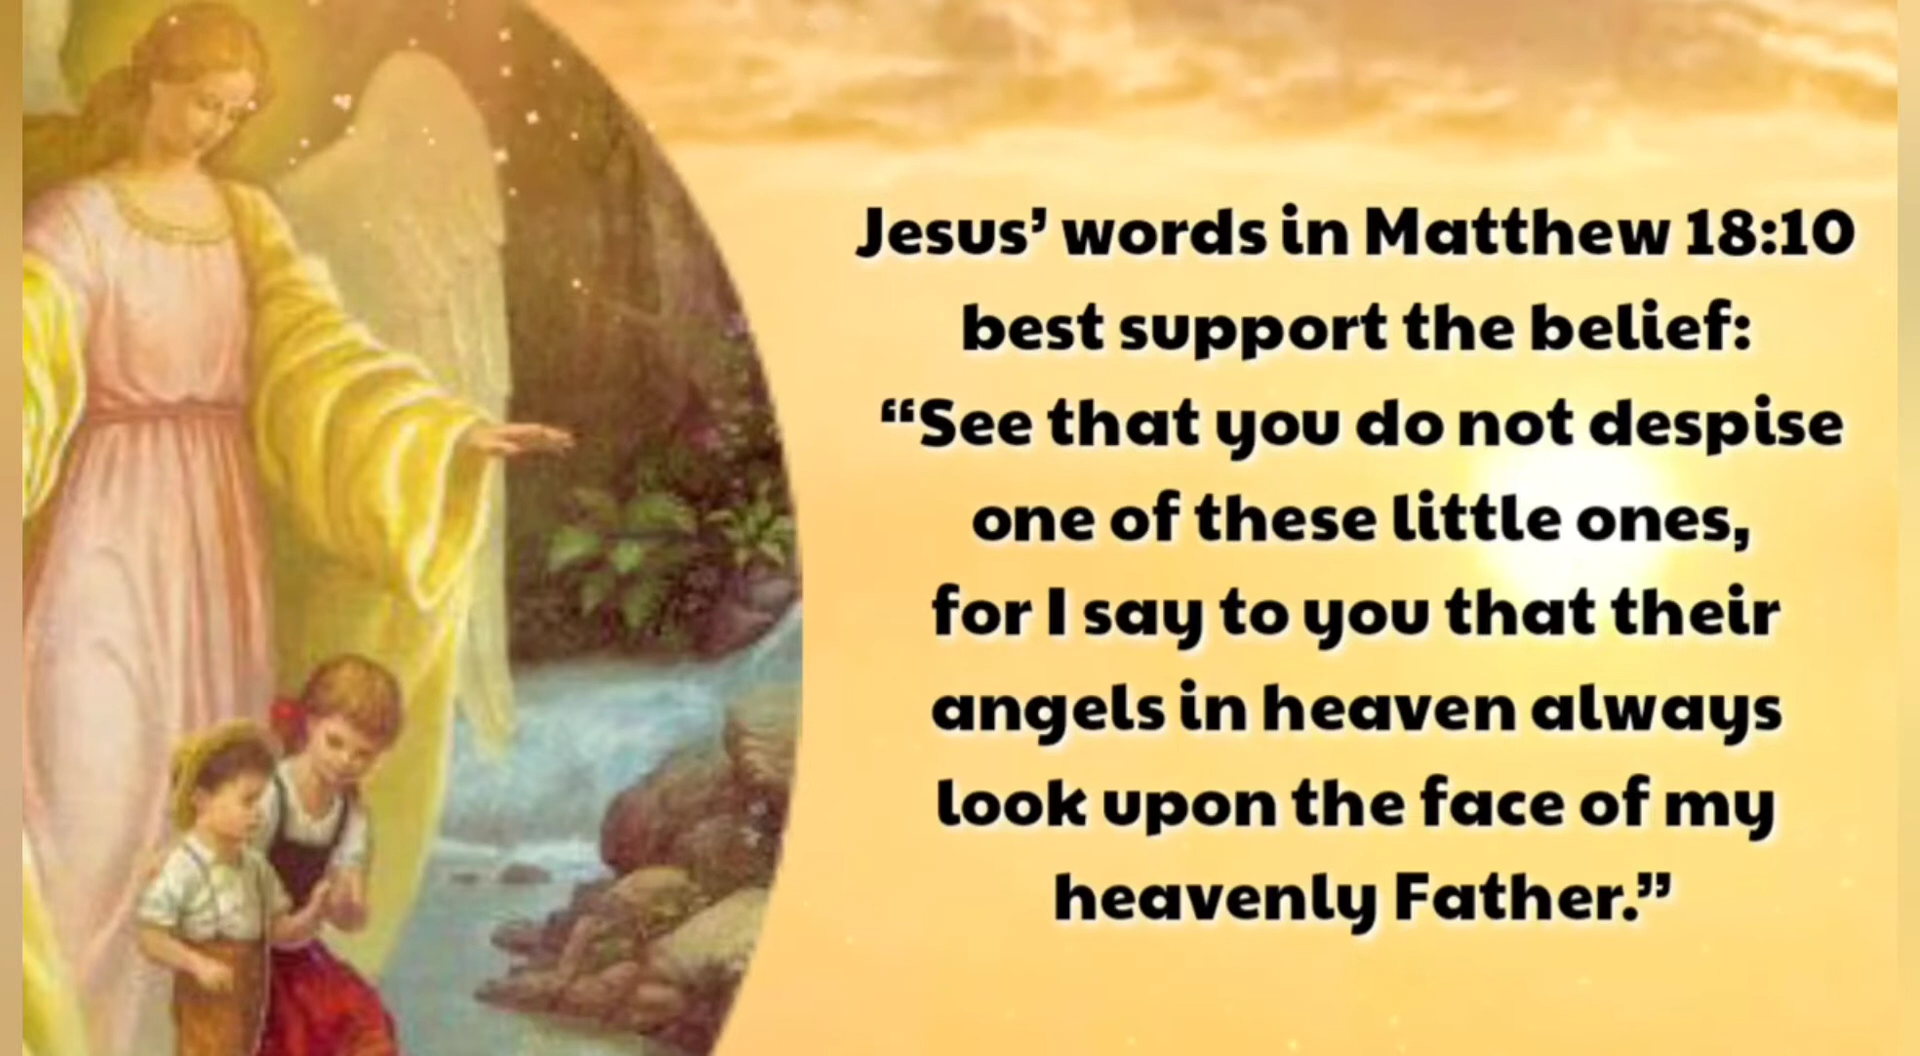 Jesus’ words in Matthew 18:10
best support the belief:
“See that you do not despise
one of these little ones,
for I say to you that their
angels in heaven always
look upon the face of my
heavenly Father.”